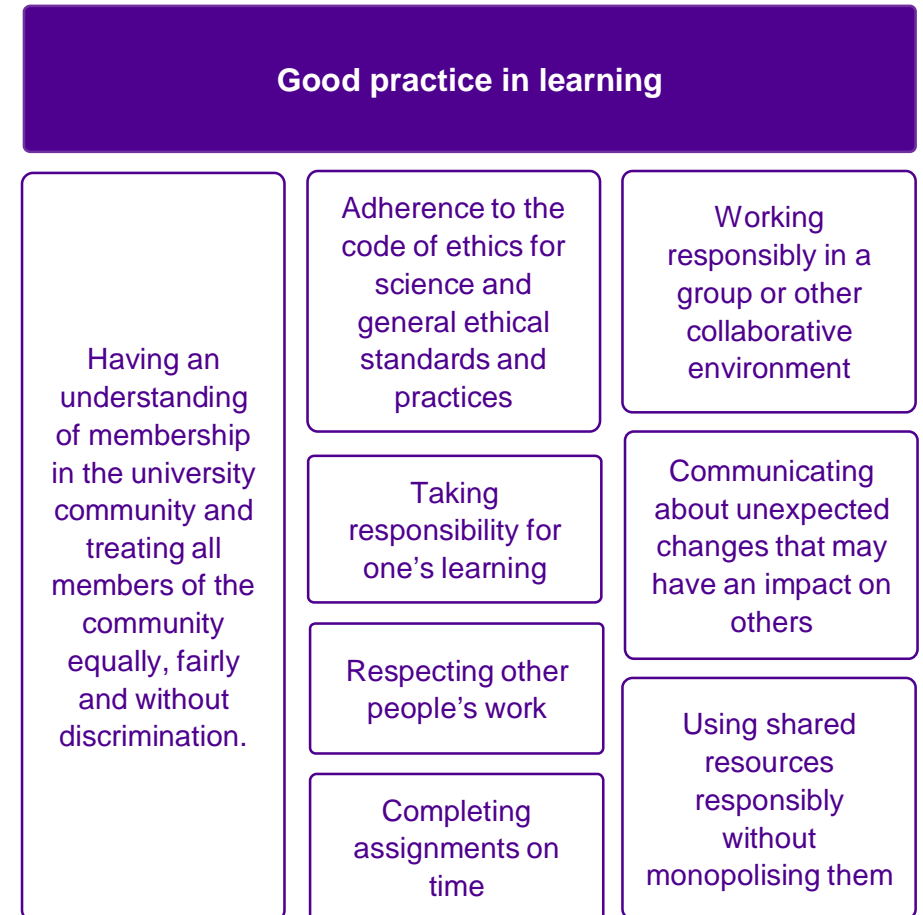 Good practice in learning
Having an
understanding
of membership
in the university
community and
treating all
members of the
community
equally, fairly
and without
discrimination.
Adherence to the
code of ethics for
science and
general ethical
standards and
practices
Taking
responsibility for
one’s learning
Respecting other
people’s work
Completing
assignments on
time
Working
responsibly in a
group or other
collaborative
environment
Communicating
about unexpected
changes that may
have an impact on
others
Using shared
resources
responsibly
without
monopolising them